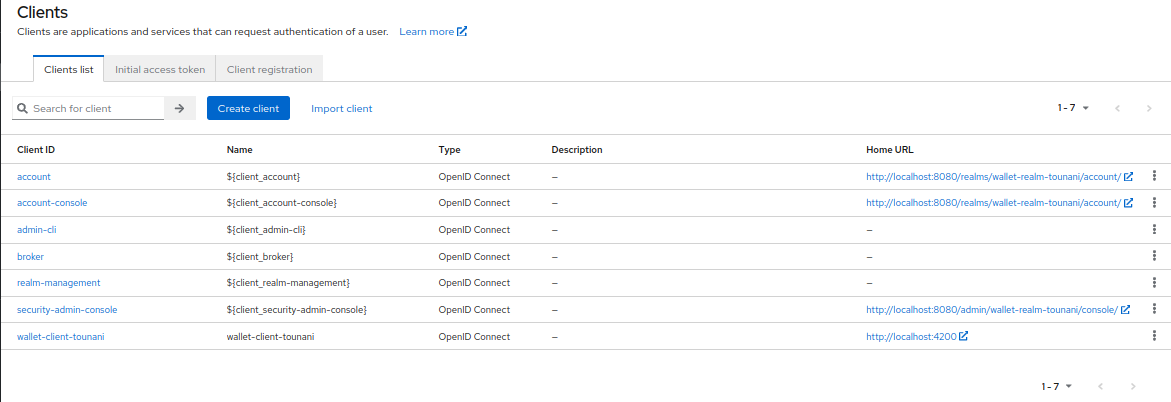 Clients
Clients are applications and services that can request authentication of a user. Learn more
Clients list Initial access token Client registration
Search for client Create client Import client 1 - 7
Client ID Name Type Description Home URL
account ${client_account} OpenID Connect – http://localhost:8080/realms/wallet-realm-tounani/account/
account-console ${client_account-console} OpenID Connect – http://localhost:8080/realms/wallet-realm-tounani/account/
admin-cli ${client_admin-cli} OpenID Connect – –
broker ${client_broker} OpenID Connect – –
realm-management ${client_realm-management} OpenID Connect – –
security-admin-console ${client_security-admin-console} OpenID Connect – http://localhost:8080/admin/wallet-realm-tounani/console/
wallet-client-tounani wallet-client-tounani OpenID Connect – http://localhost:4200
1 - 7